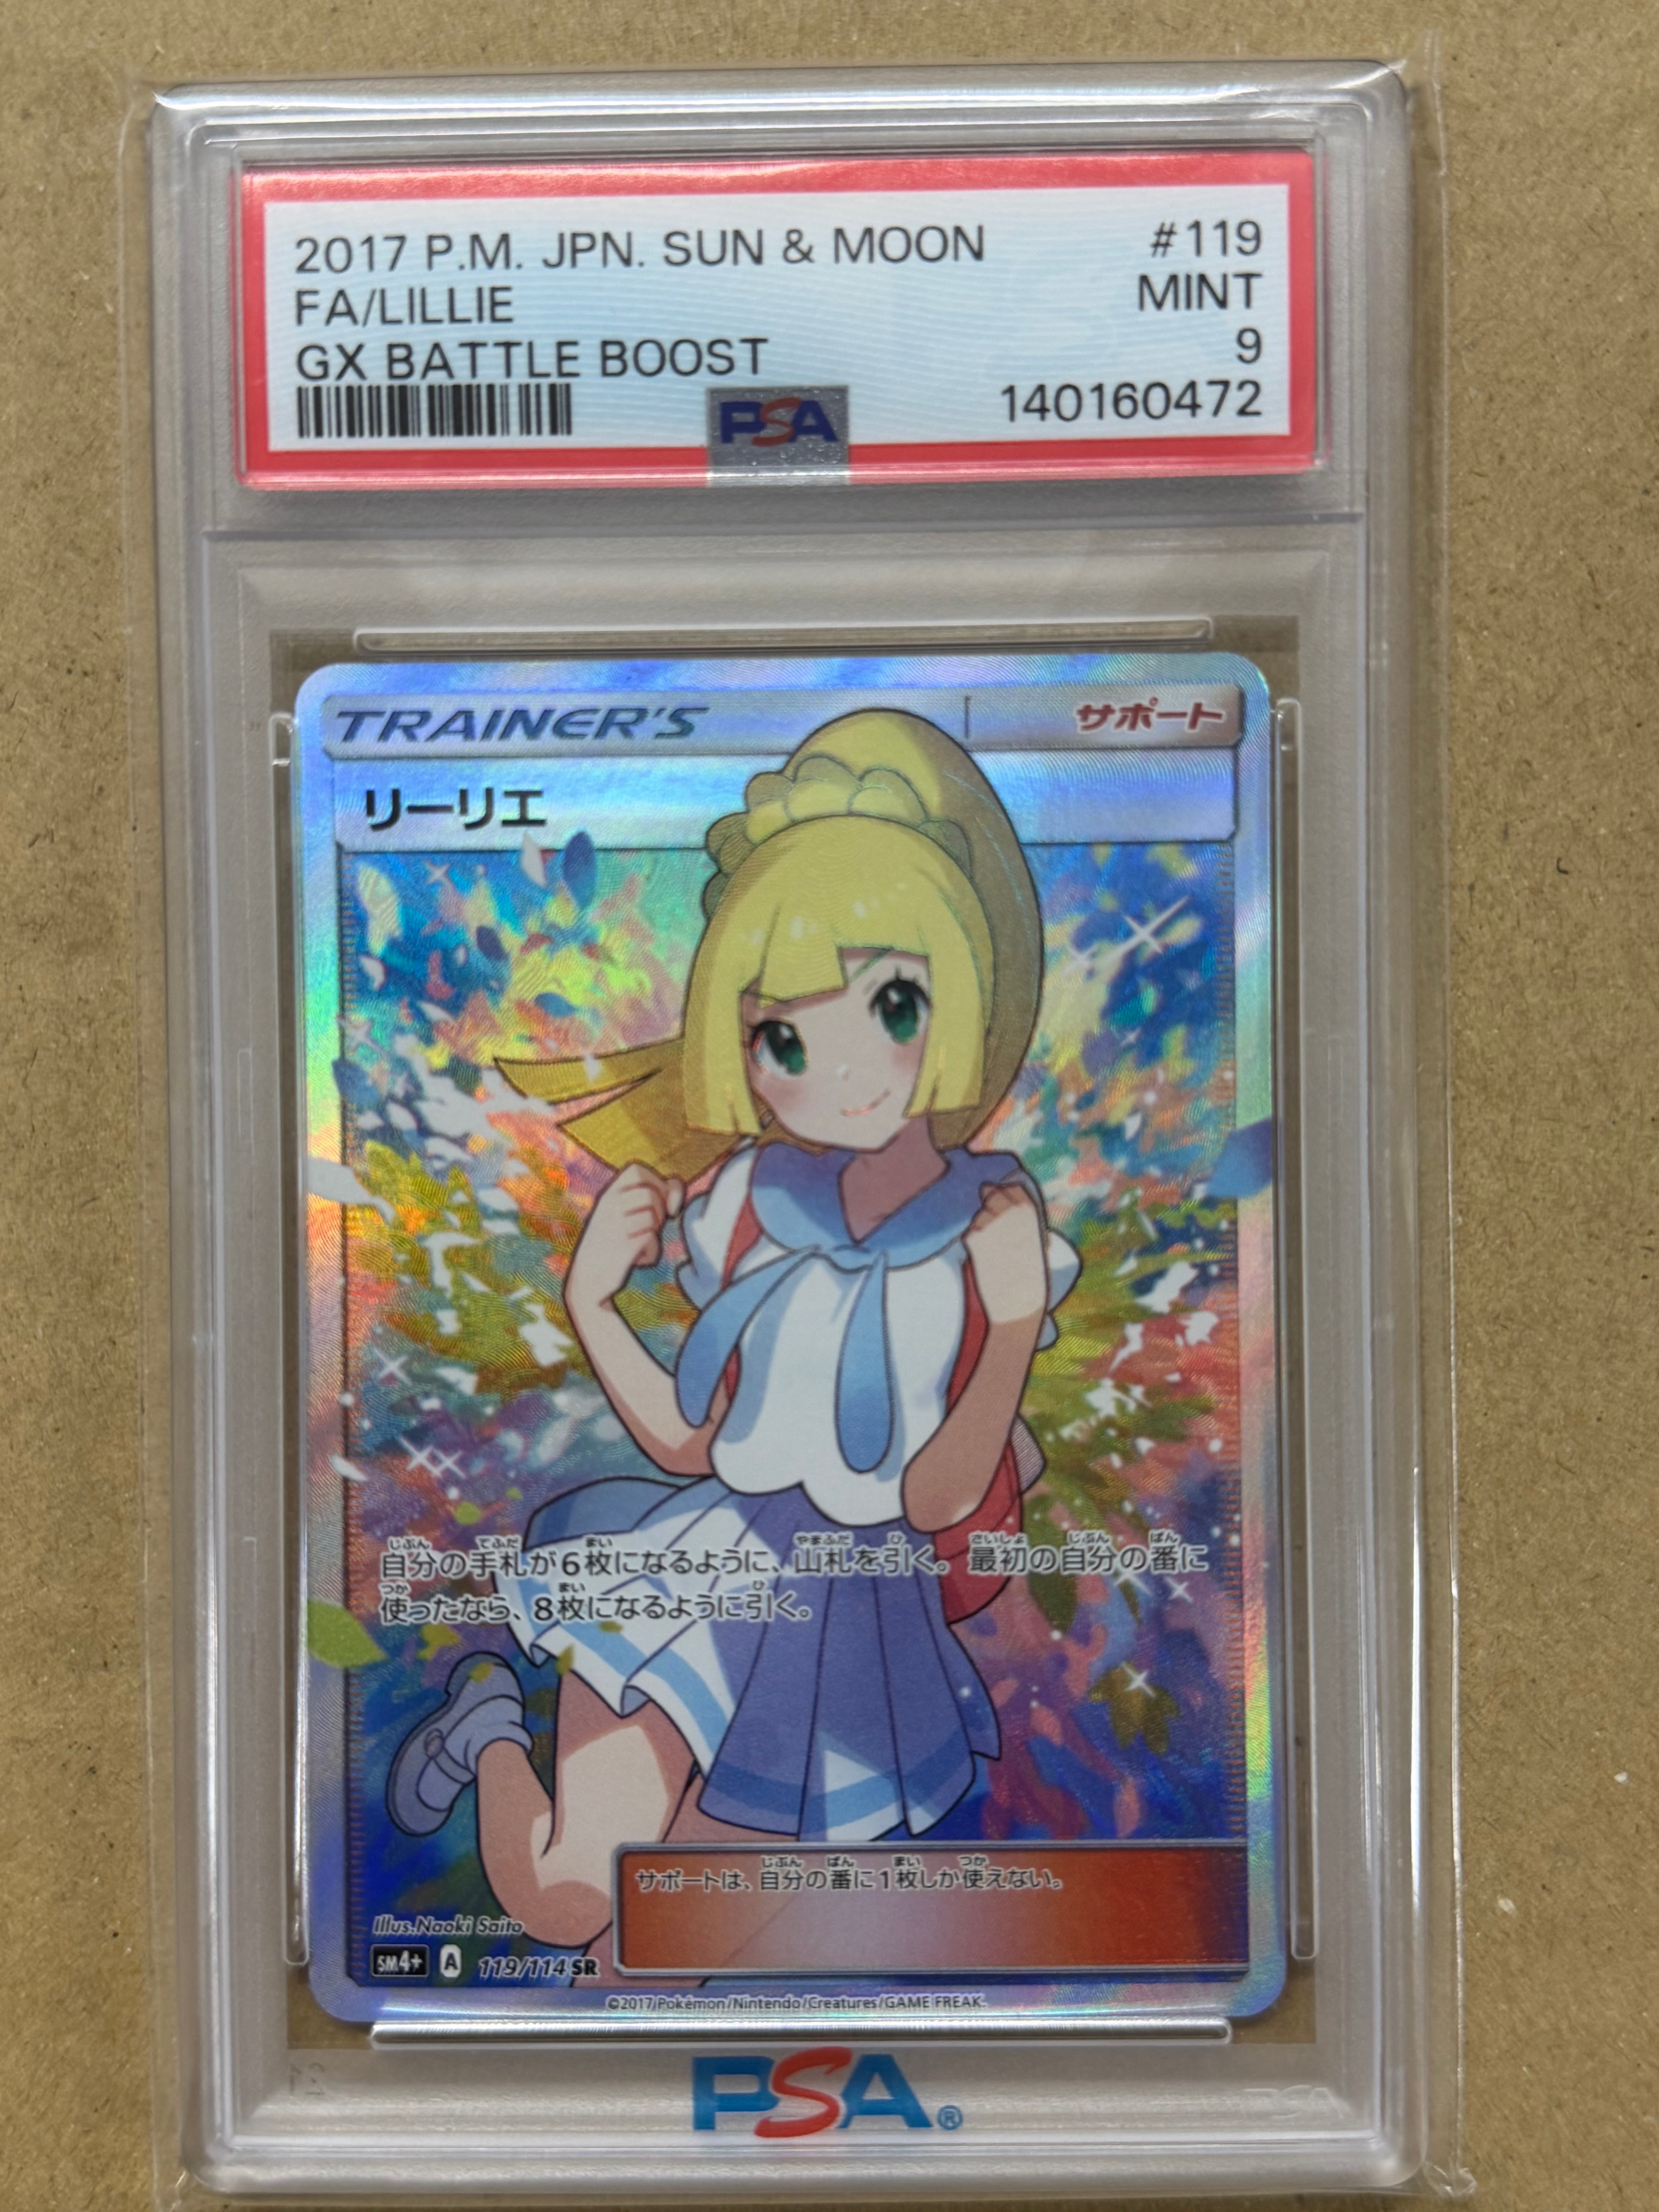 2017 P.M. JPN. SUN & MOON #119
FA/LILLIE MINT
GX BATTLE BOOST 9
140160472
PSA
TRAINER'S サポート
リーリエ
自分の手札が6枚になるように、山札を引く。最初の自分の番に
使ったなら、8枚になるように引く。
サポートは、自分の番に1枚しか使えない。
Illus.Naoki Saito
SM4+ A 119/114 SR
©2017 Pokémon/Nintendo/Creatures/GAME FREAK.
PSA®